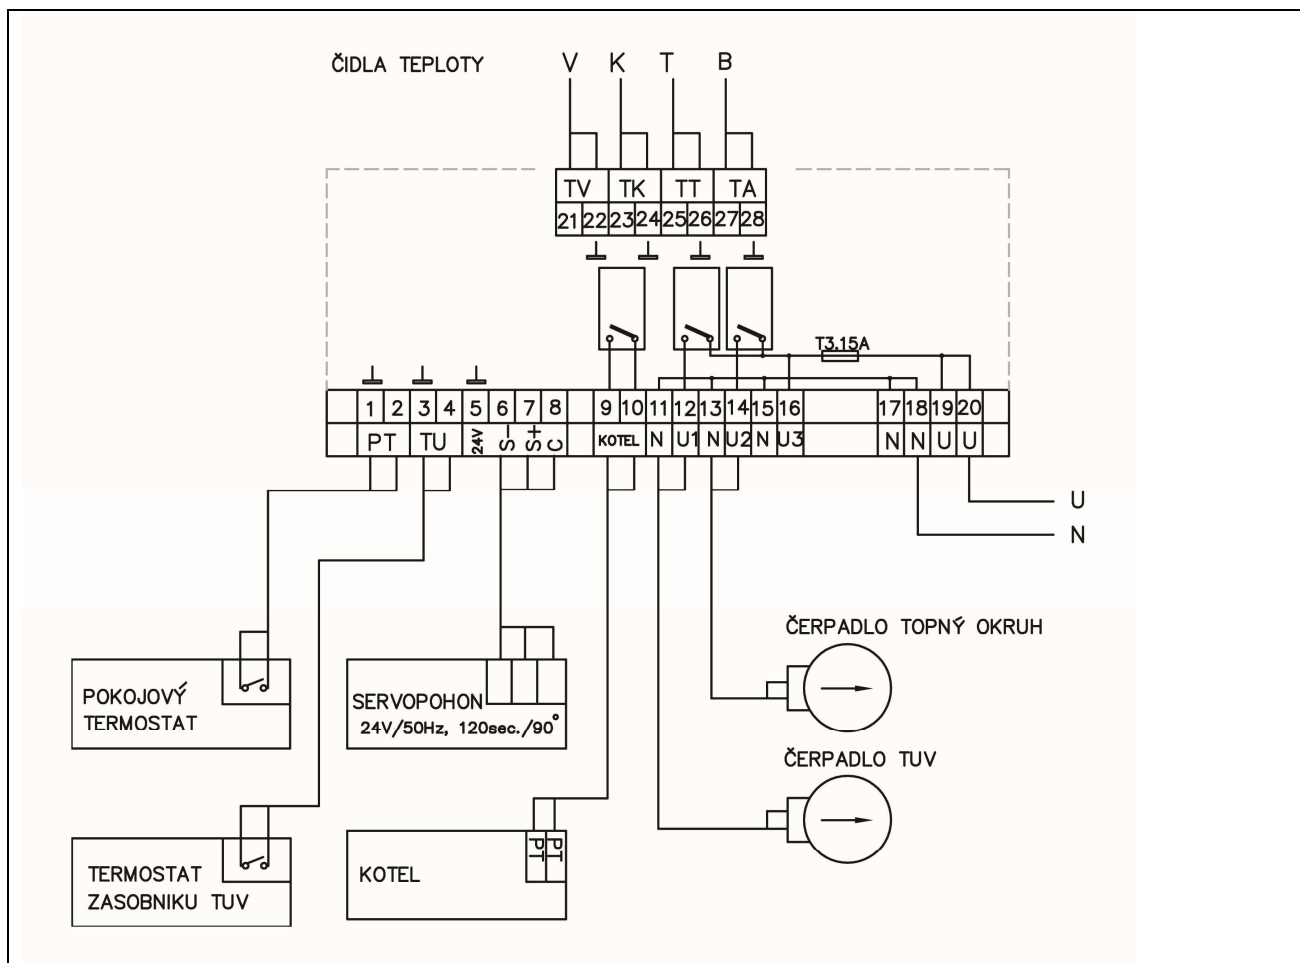 ČIDLA TEPLOTY V K T B
TV TK TT TA
21 22 23 24 25 26 27 28
T3.15A
1 2 3 4 5 6 7 8 9 10 11 12 13 14 15 16 17 18 19 20
PT TU 24V S- S+ C KOTEL N U1 N U2 N U3 N N U U
U
N
ČERPADLO TOPNÝ OKRUH
POKOJOVÝ
TERMOSTAT
SERVOPOHON
24V/50Hz, 120sec./90°
ČERPADLO TUV
PT PT
KOTEL
TERMOSTAT
ZASOBNIKU TUV